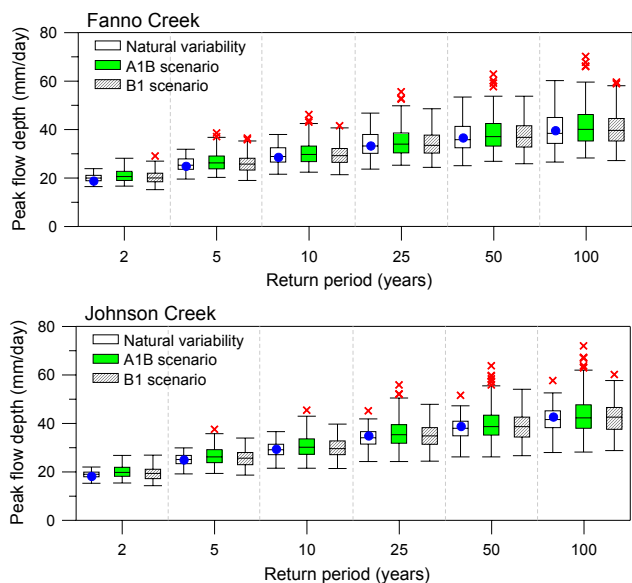 Fanno Creek
80
60
40
20
0
Peak flow depth (mm/day)
Natural variability
A1B scenario
B1 scenario
2 5 10 25 50 100
Return period (years)
Johnson Creek
80
60
40
20
0
Peak flow depth (mm/day)
Natural variability
A1B scenario
B1 scenario
2 5 10 25 50 100
Return period (years)